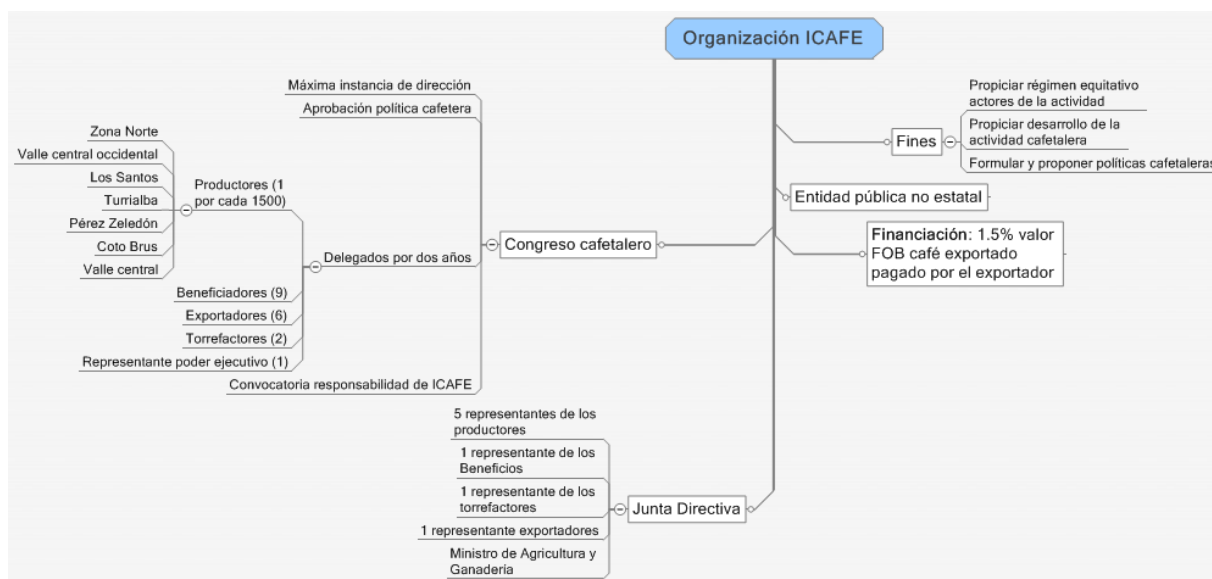 Organización ICAFE
Máxima instancia de dirección
Aprobación política cafetera
Zona Norte
Valle central occidental
Los Santos
Turrialba
Pérez Zeledón
Coto Brus
Valle central
Productores (1
por cada 1500)
Delegados por dos años
Beneficiadores (9)
Exportadores (6)
Torrefactores (2)
Representante poder ejecutivo (1)
Convocatoria responsabilidad de ICAFE
Congreso cafetalero
Propiciar régimen equitativo
actores de la actividad
Fines
Propiciar desarrollo de la
actividad cafetalera
Formular y proponer políticas cafetaleras
Entidad pública no estatal
Financiación: 1.5% valor
FOB café exportado
pagado por el exportador
5 representantes de los
productores
1 representante de los
Beneficios
1 representante de los
torrefactores
1 representante exportadores
Ministro de Agricultura y
Ganadería
Junta Directiva